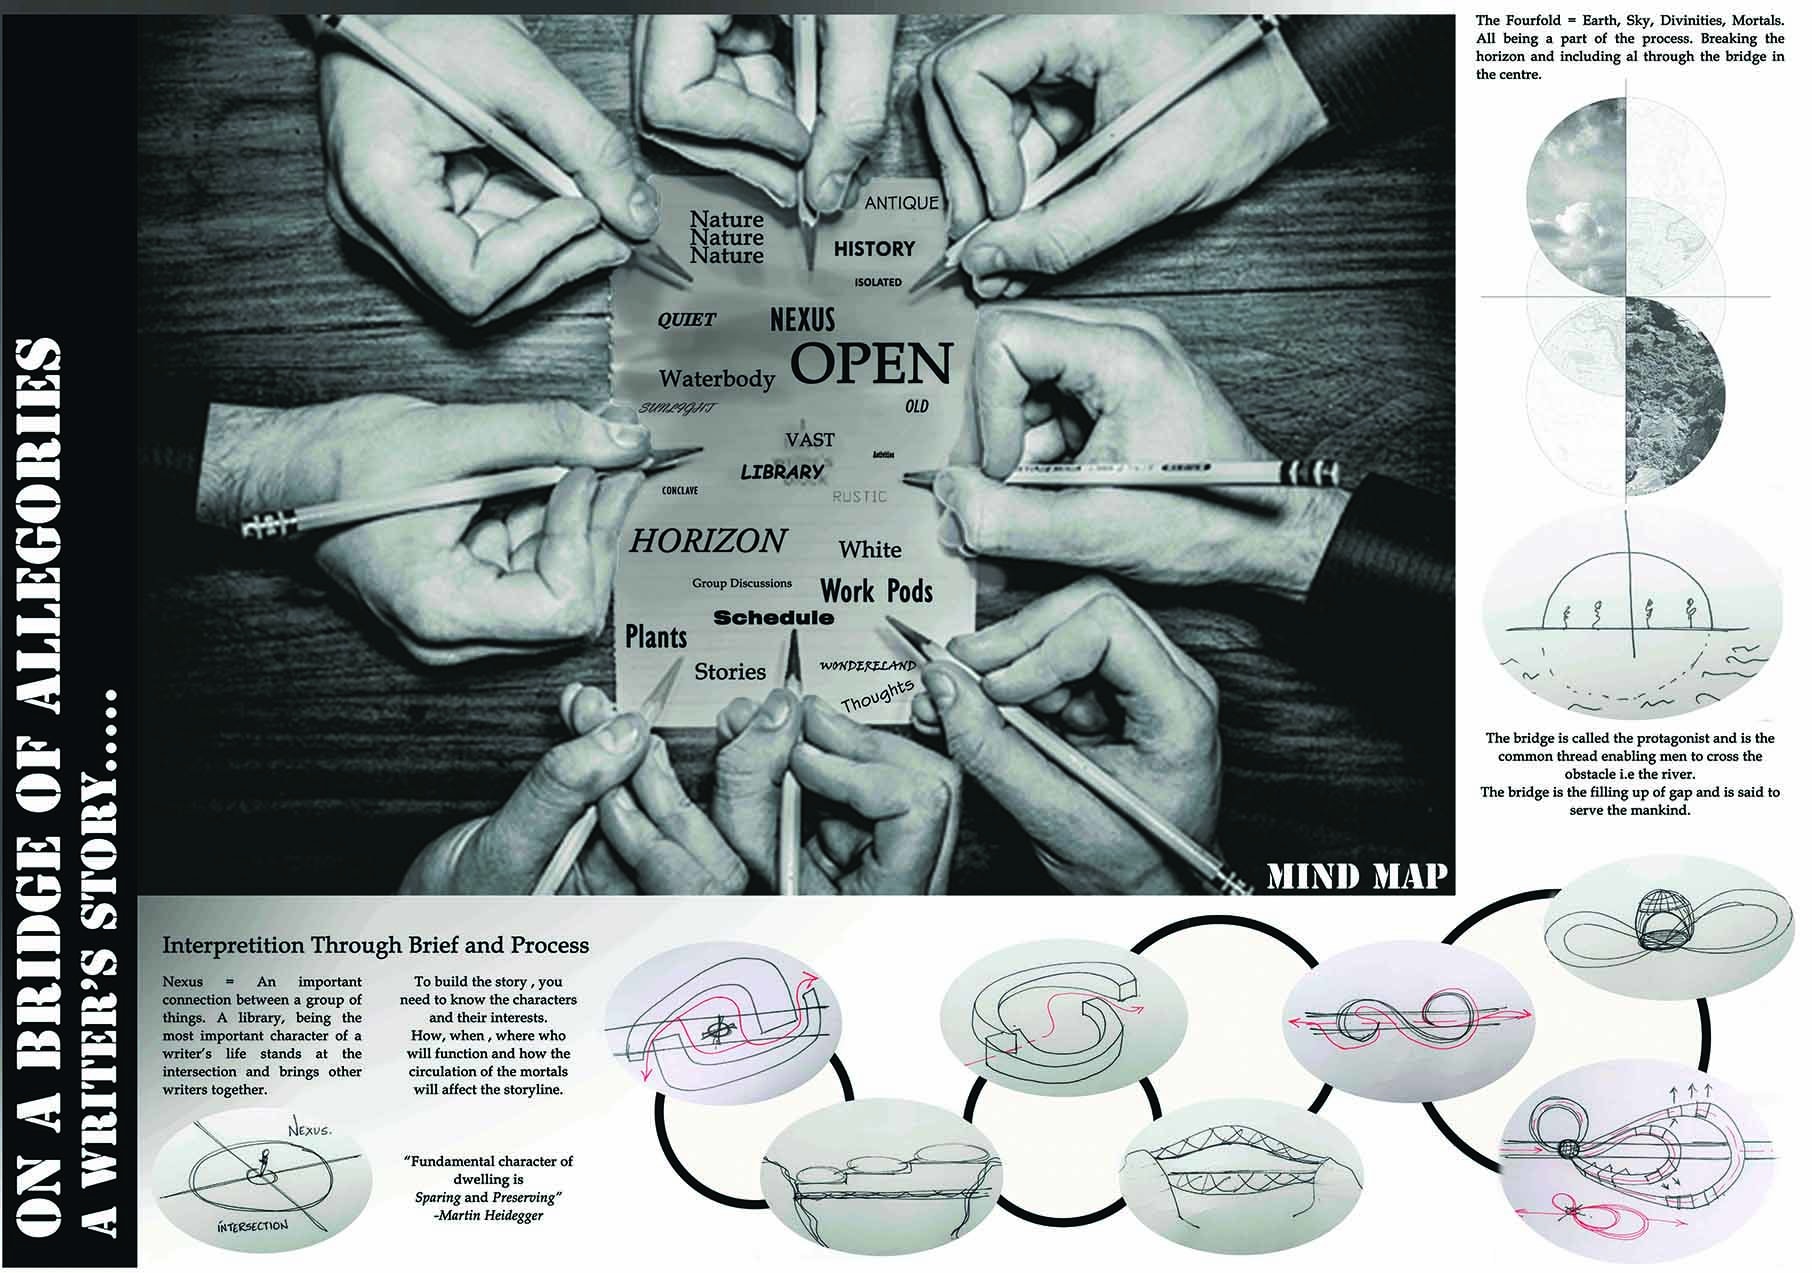 ON A BRIDGE OF ALLEGORIES
A WRITER'S STORY.....
Nature
Nature
Nature
ANTIQUE
HISTORY
ISOLATED
QUIET
NEXUS
OPEN
Waterbody
SUNLIGHT
OLD
VAST
LIBRARY
CONCLAVE
RUSTIC
HORIZON
White
Group Discussions
Work Pods
Schedule
Plants
Stories
WONDERELAND
Thoughts
MIND MAP
The Fourfold = Earth, Sky, Divinities, Mortals.
All being a part of the process. Breaking the
horizon and including al through the bridge in
the centre.
The bridge is called the protagonist and is the
common thread enabling men to cross the
obstacle i.e the river.
The bridge is the filling up of gap and is said to
serve the mankind.
Interpretition Through Brief and Process
Nexus = An important
connection between a group of
things. A library, being the
most important character of a
writer's life stands at the
intersection and brings other
writers together.
To build the story , you
need to know the characters
and their interests.
How, when , where who
will function and how the
circulation of the mortals
will affect the storyline.
NEXUS.
INTERSECTION
"Fundamental character of
dwelling is
Sparing and Preserving"
-Martin Heidegger